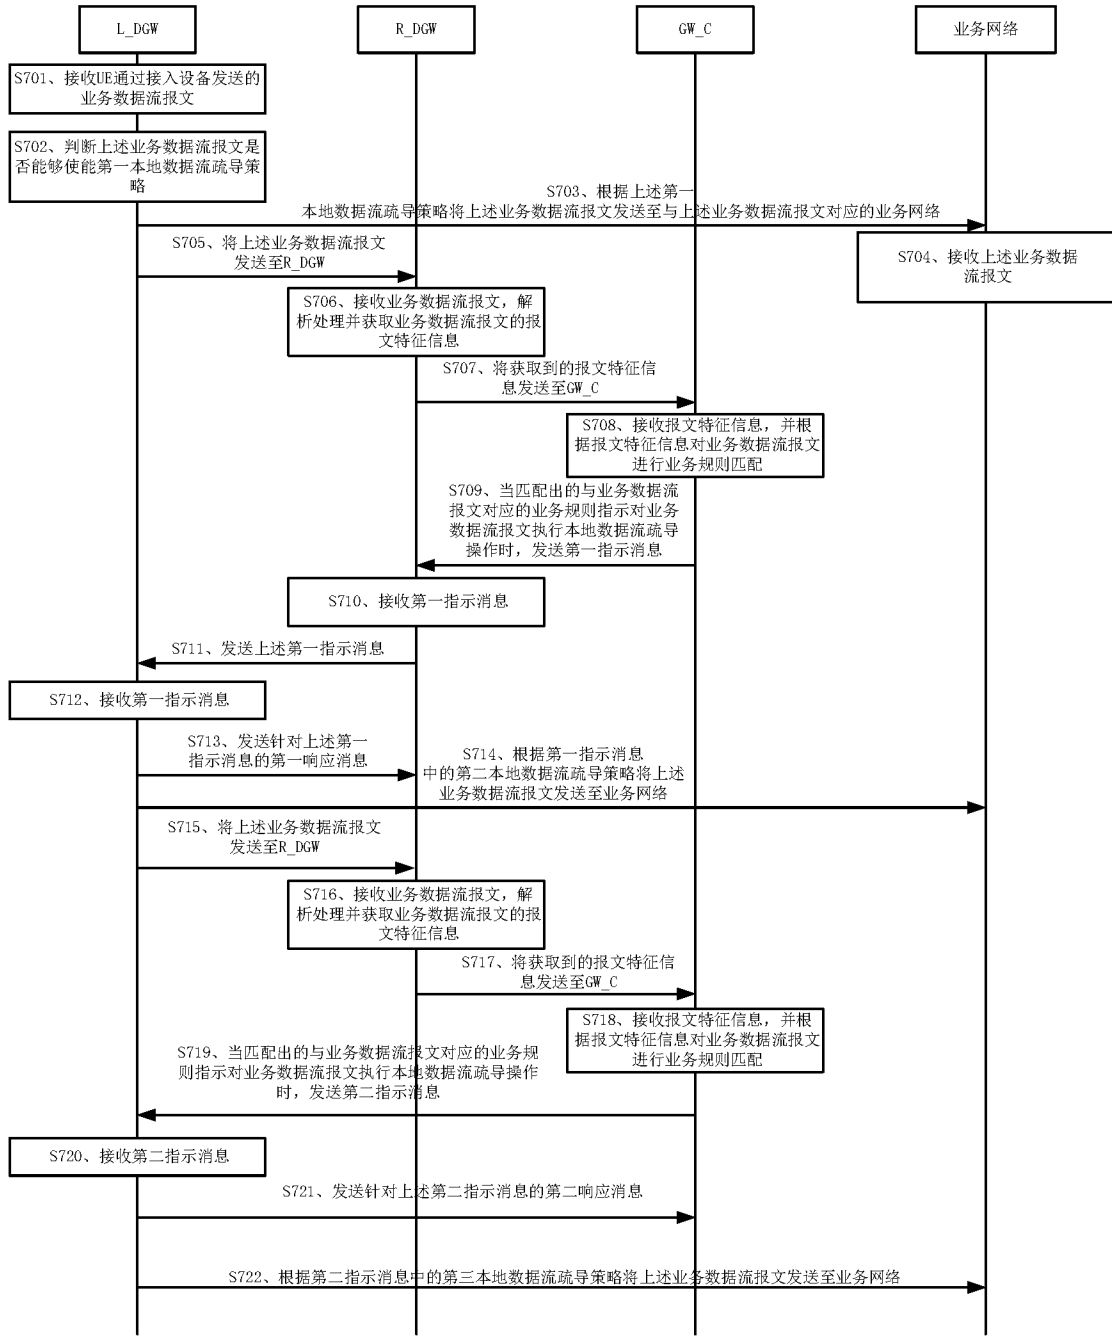 L_DGW
R_DGW
GW_C
业务网络
S701、接收UE通过接入设备发送的
业务数据流报文
S702、判断上述业务数据流报文是
否能够使能第一本地数据流疏导策
略
S703、根据上述第一
本地数据流疏导策略将上述业务数据流报文发送至与上述业务数据流报文对应的业务网络
S704、接收上述业务数据
流报文
S705、将上述业务数据流报文
发送至R_DGW
S706、接收业务数据流报文，解
析处理并获取业务数据流报文的报
文特征信息
S707、将获取到的报文特征信
息发送至GW_C
S708、接收报文特征信息，并根
据报文特征信息对业务数据流报文
进行业务规则匹配
S709、当匹配出的与业务数据流
报文对应的业务规则指示对业务
数据流报文执行本地数据流疏导
操作时，发送第一指示消息
S710、接收第一指示消息
S711、发送上述第一指示消息
S712、接收第一指示消息
S713、发送针对上述第一
指示消息的第一响应消息
S714、根据第一指示消息
中的第二本地数据流疏导策略将上述
业务数据流报文发送至业务网络
S715、将上述业务数据流报文
发送至R_DGW
S716、接收业务数据流报文，解
析处理并获取业务数据流报文的报
文特征信息
S717、将获取到的报文特征信
息发送至GW_C
S718、接收报文特征信息，并根
据报文特征信息对业务数据流报文
进行业务规则匹配
S719、当匹配出的与业务数据流报文对应的业务规
则指示对业务数据流报文执行本地数据流疏导操作
时，发送第二指示消息
S720、接收第二指示消息
S721、发送针对上述第二指示消息的第二响应消息
S722、根据第二指示消息中的第三本地数据流疏导策略将上述业务数据流报文发送至业务网络